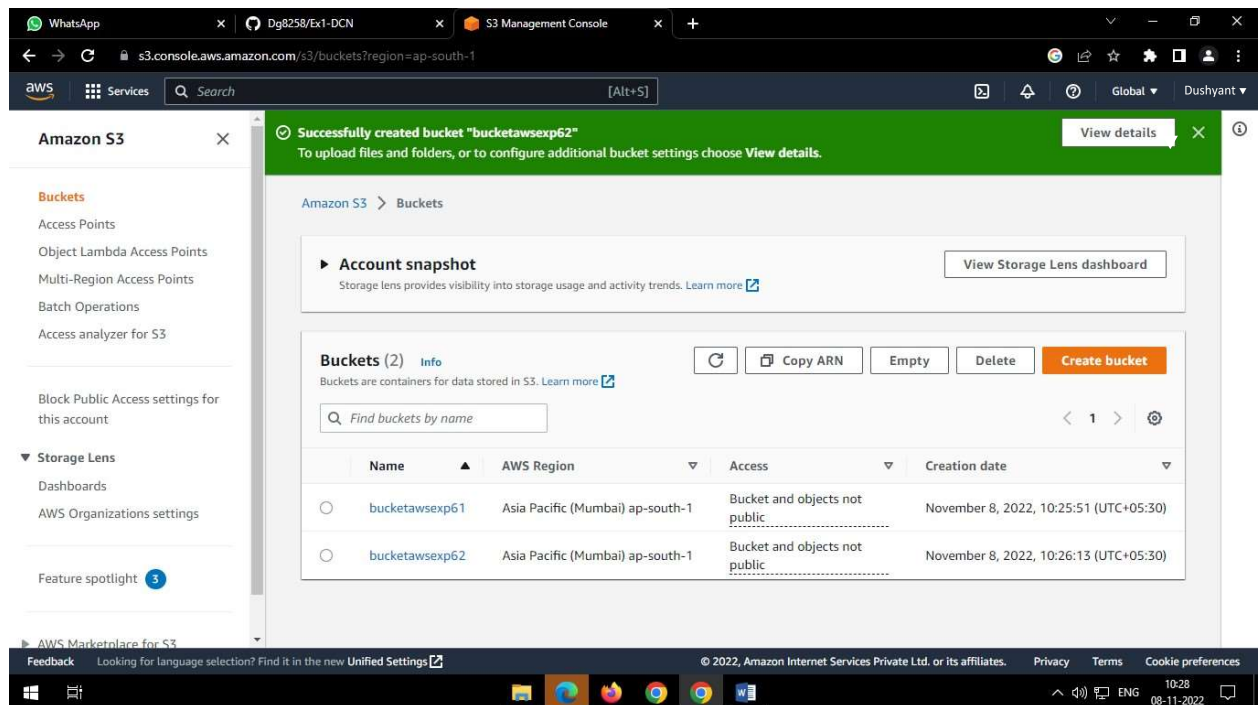 WhatsApp
Dg8258/Ex1-DCN
S3 Management Console
s3.console.aws.amazon.com/s3/buckets?region=ap-south-1
aws
Services
Search
[Alt+S]
Global
Dushyant
Amazon S3
Buckets
Access Points
Object Lambda Access Points
Multi-Region Access Points
Batch Operations
Access analyzer for S3
Block Public Access settings for
this account
Storage Lens
Dashboards
AWS Organizations settings
Feature spotlight 3
AWS Marketplace for S3
Successfully created bucket "bucketawsexp62"
To upload files and folders, or to configure additional bucket settings choose View details.
View details
Amazon S3 > Buckets
Account snapshot
Storage lens provides visibility into storage usage and activity trends. Learn more
View Storage Lens dashboard
Buckets (2) Info
Buckets are containers for data stored in S3. Learn more
Copy ARN
Empty
Delete
Create bucket
Find buckets by name
1
Name AWS Region Access Creation date
bucketawsexp61 Asia Pacific (Mumbai) ap-south-1 Bucket and objects not November 8, 2022, 10:25:51 (UTC+05:30)
public
bucketawsexp62 Asia Pacific (Mumbai) ap-south-1 Bucket and objects not November 8, 2022, 10:26:13 (UTC+05:30)
public
Feedback Looking for language selection? Find it in the new Unified Settings © 2022, Amazon Internet Services Private Ltd. or its affiliates. Privacy Terms Cookie preferences
ENG
10:28
08-11-2022